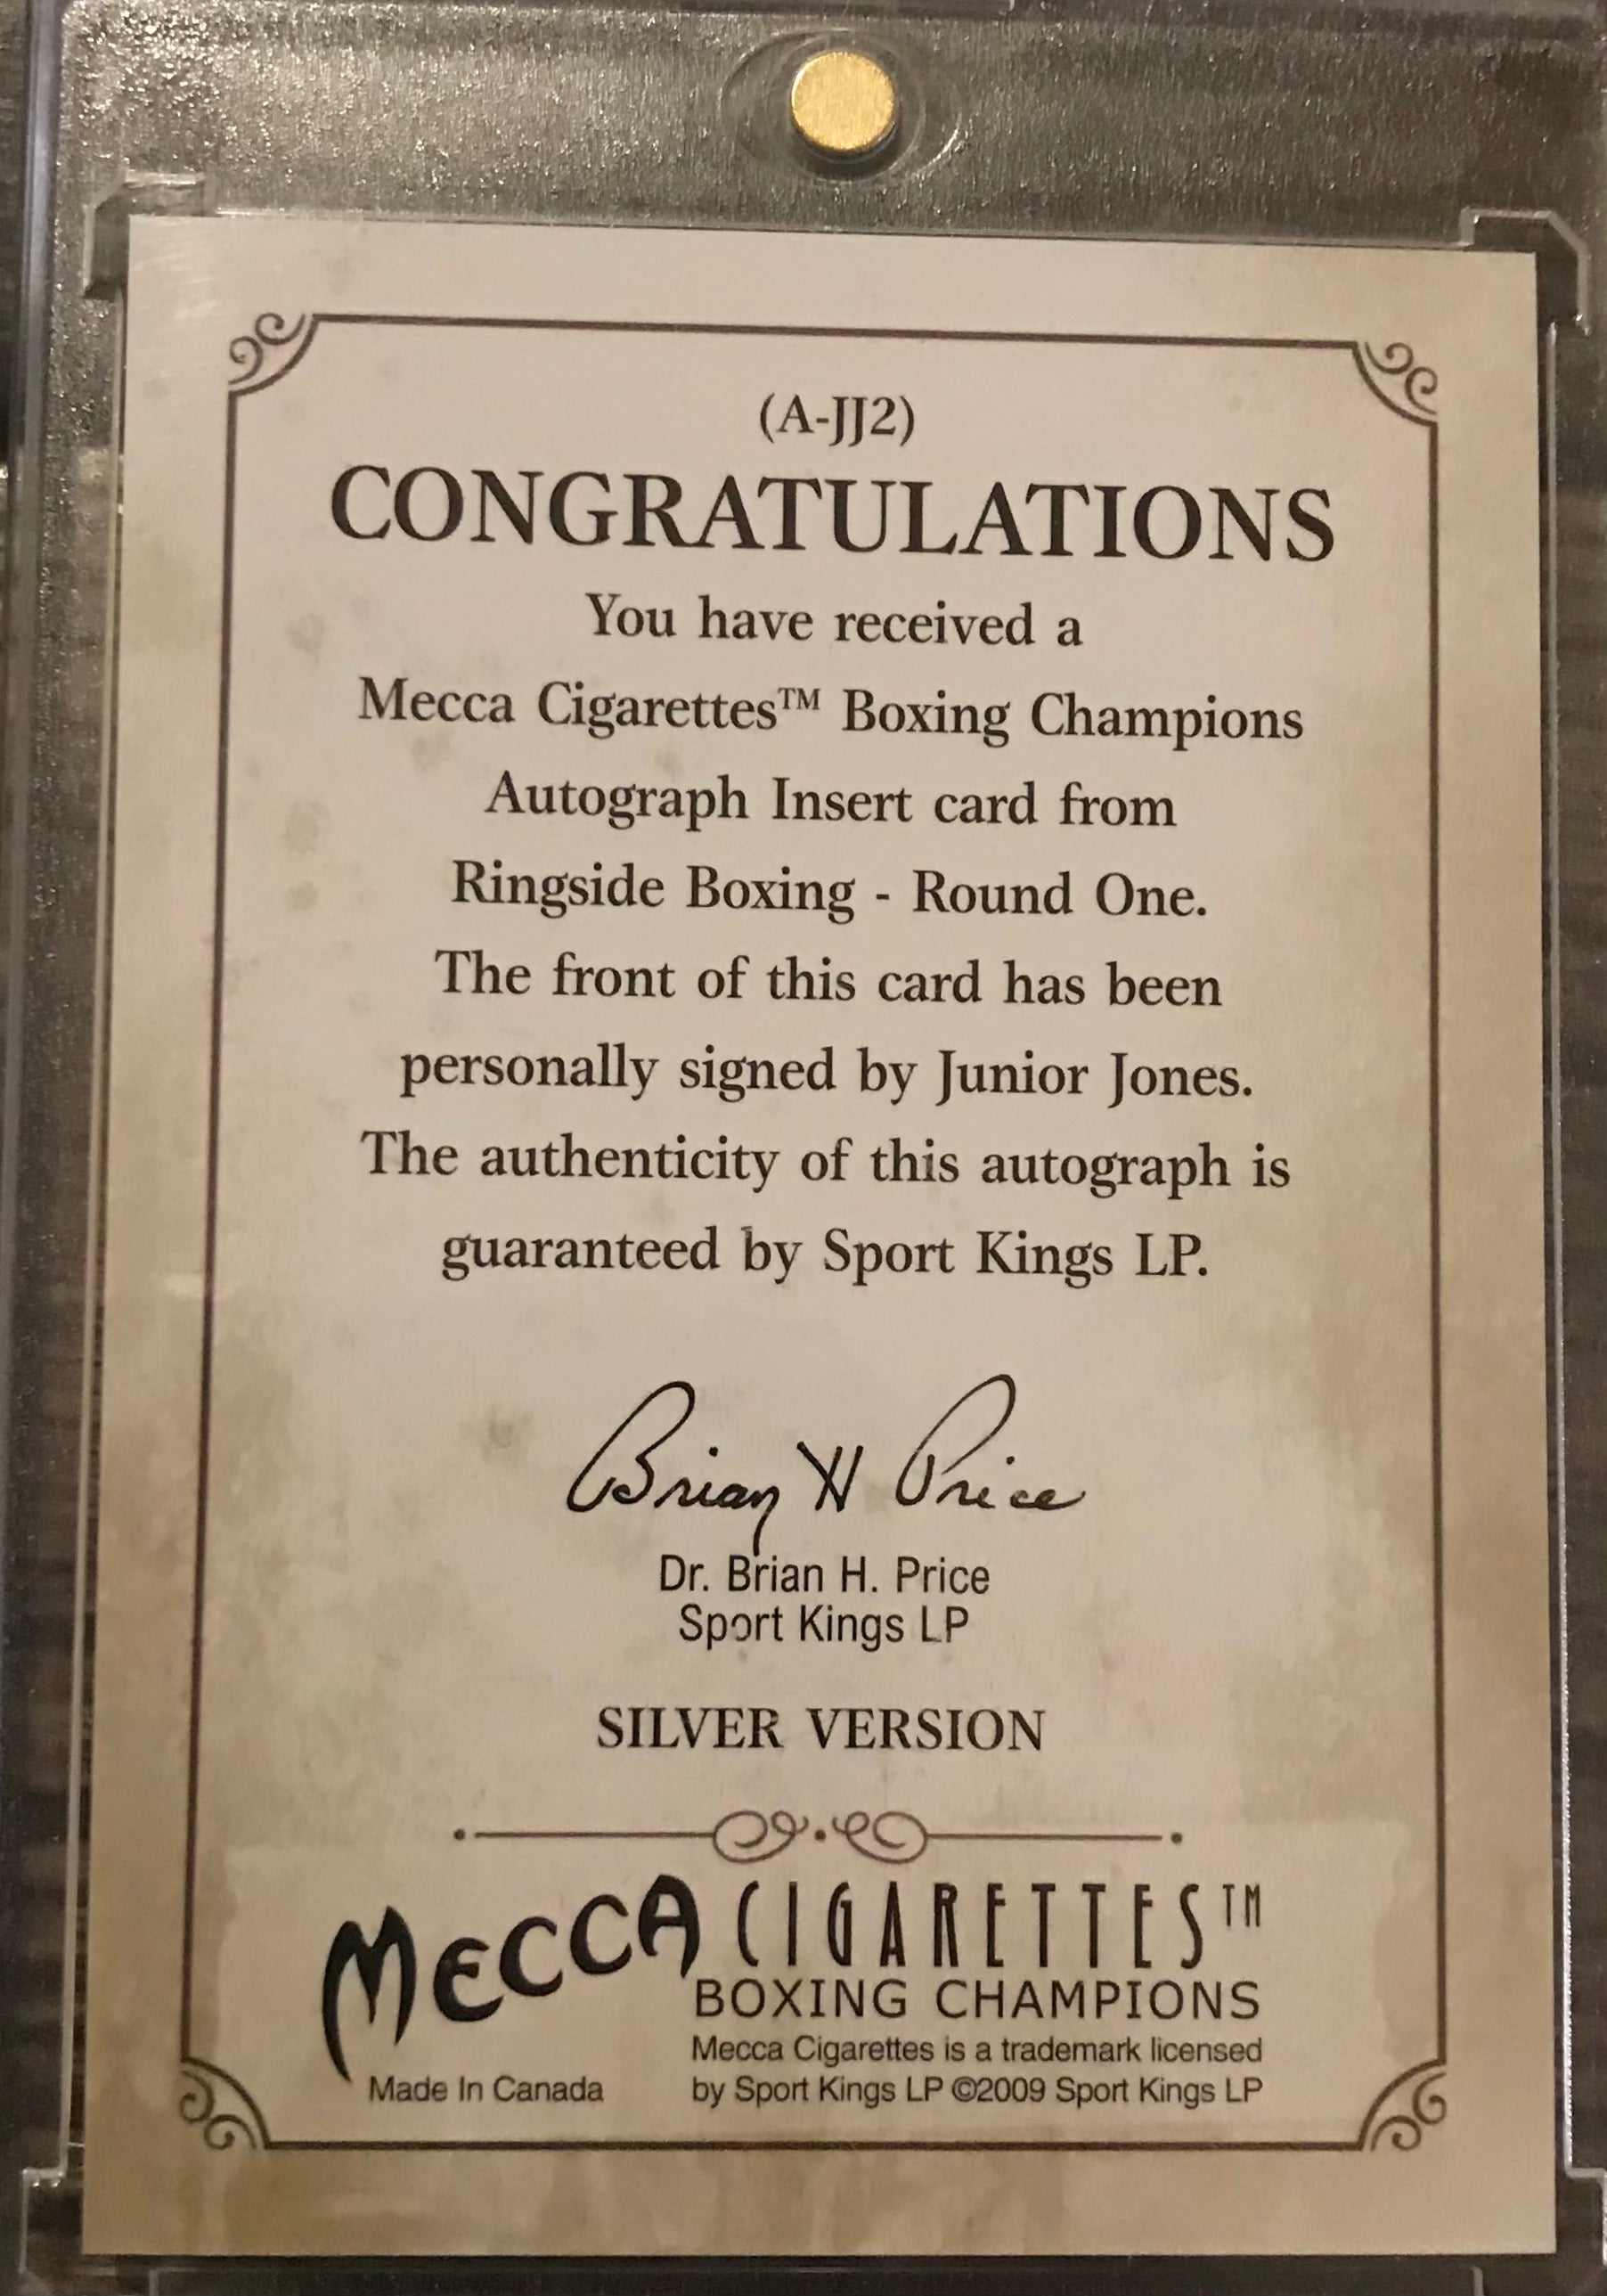 (A-JJ2)
CONGRATULATIONS
You have received a
Mecca Cigarettes™ Boxing Champions
Autograph Insert card from
Ringside Boxing - Round One.
The front of this card has been
personally signed by Junior Jones.
The authenticity of this autograph is
guaranteed by Sport Kings LP.
Brian H Price
Dr. Brian H. Price
Sport Kings LP
SILVER VERSION
MECCA CIGARETTES™
BOXING CHAMPIONS
Mecca Cigarettes is a trademark licensed
Made In Canada by Sport Kings LP ©2009 Sport Kings LP